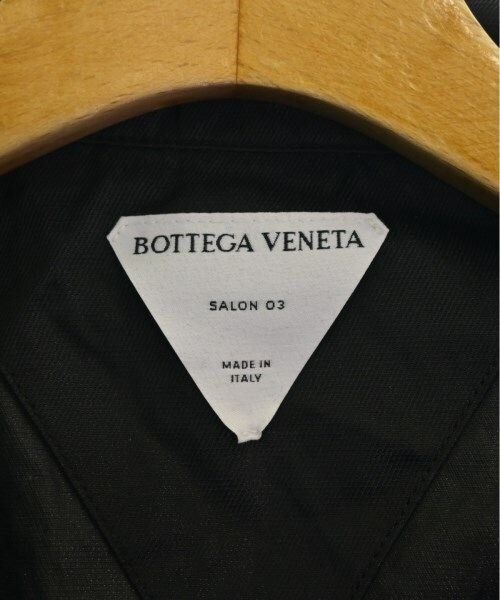 BOTTEGA VENETA
SALON 03
MADE IN
ITALY